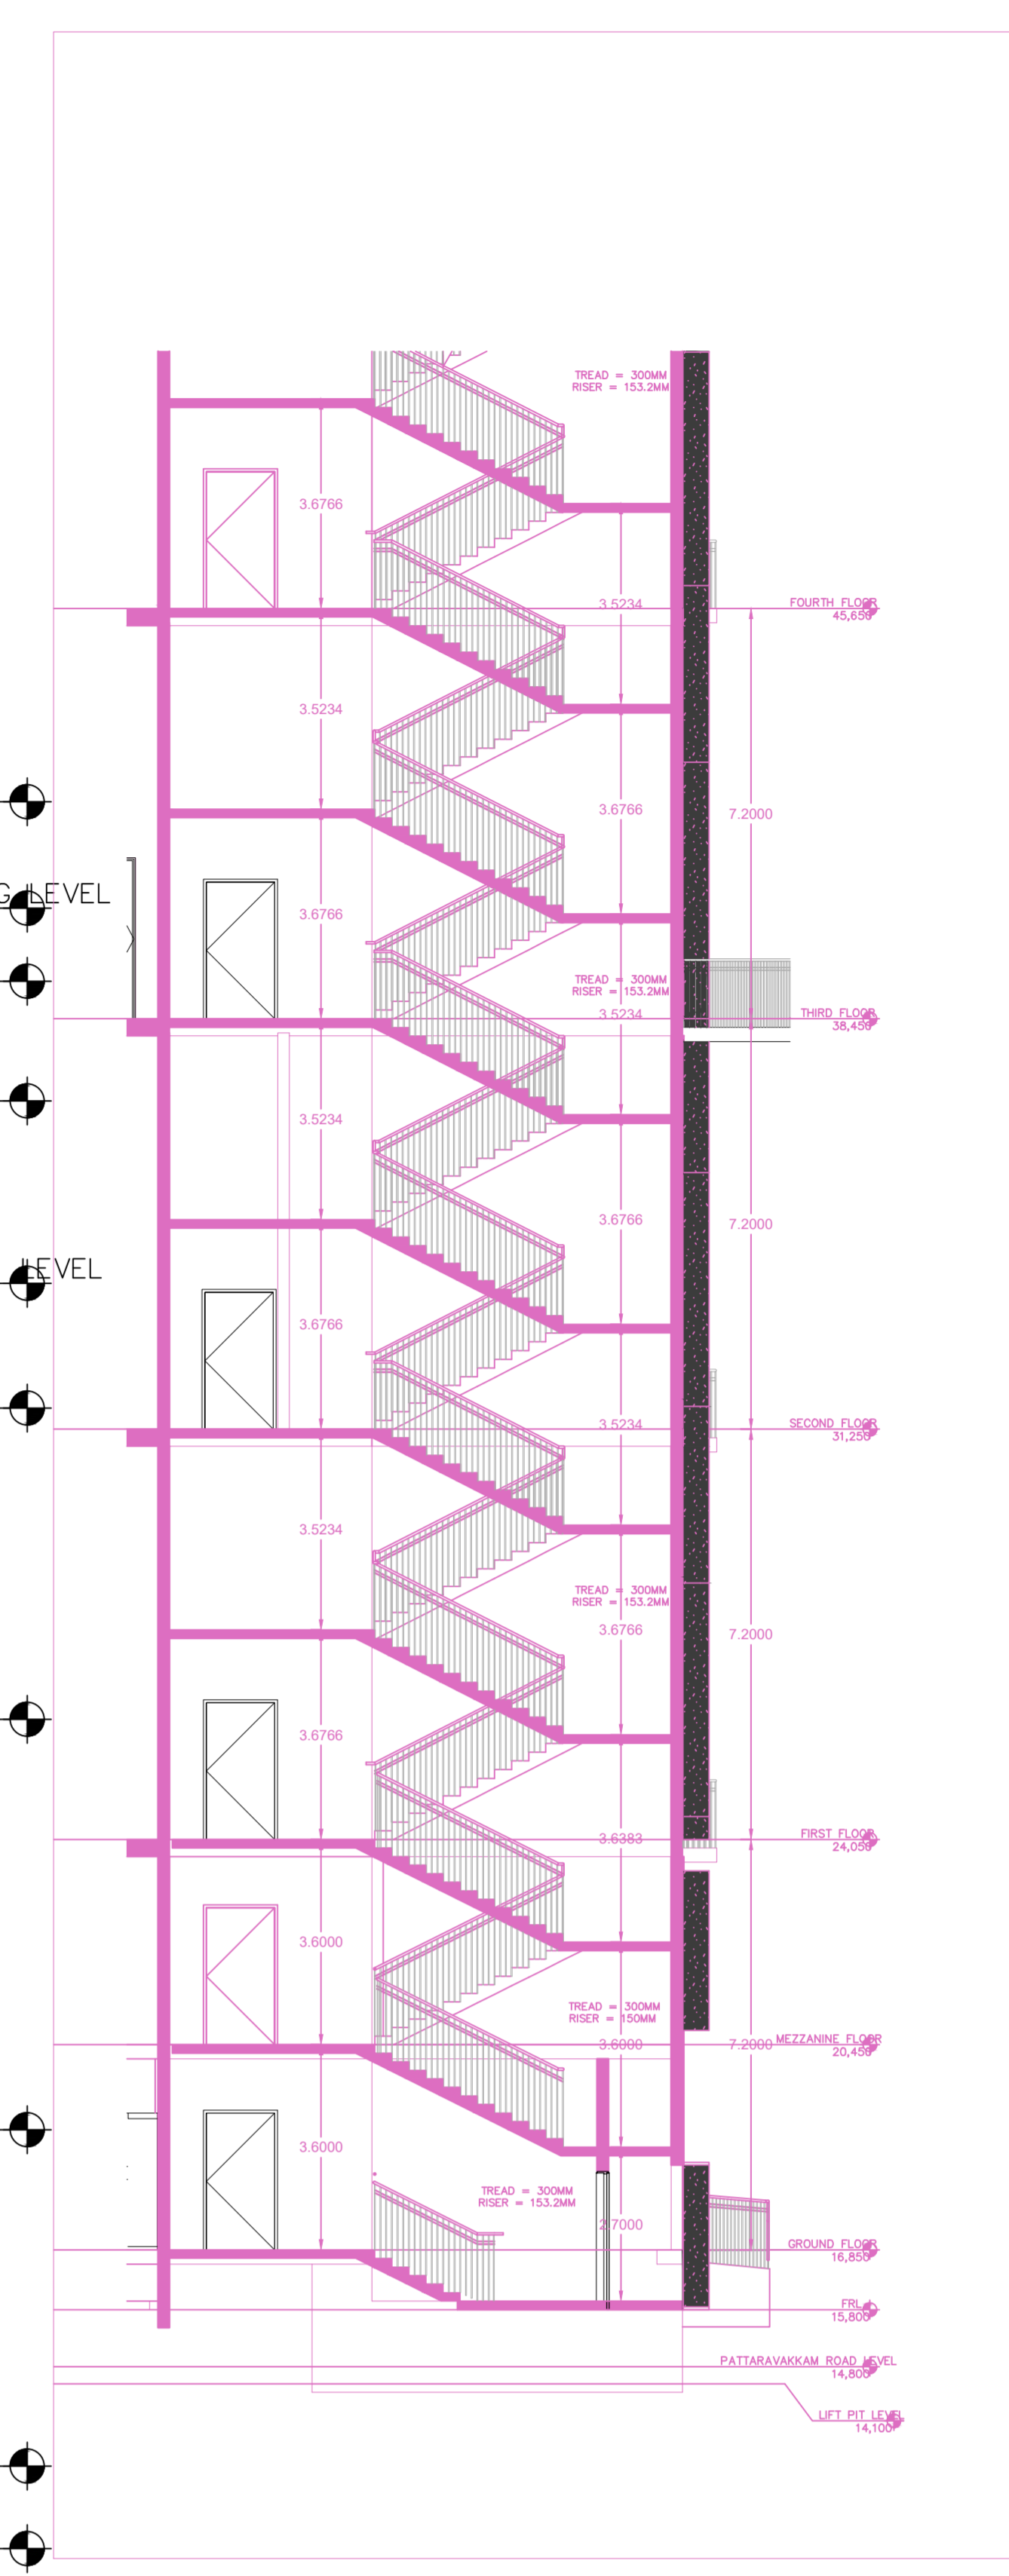 TREAD = 300MM
RISER = 153.2MM
3.6766
3.5234
FOURTH FLOOR
45,650
3.5234
3.6766
7.2000
LEVEL
3.6766
TREAD = 300MM
RISER = 153.2MM
3.5234
THIRD FLOOR
38,450
3.5234
3.6766
7.2000
LEVEL
3.6766
3.5234
SECOND FLOOR
31,250
3.5234
TREAD = 300MM
RISER = 153.2MM
3.6766
7.2000
3.6766
3.6383
FIRST FLOOR
24,050
3.6000
TREAD = 300MM
RISER = 150MM
3.6000
7.2000
MEZZANINE FLOOR
20,450
3.6000
TREAD = 300MM
RISER = 153.2MM
2.7000
GROUND FLOOR
16,850
FRL
15,800
PATTARAVAKKAM ROAD LEVEL
14,800
LIFT PIT LEVEL
14,100